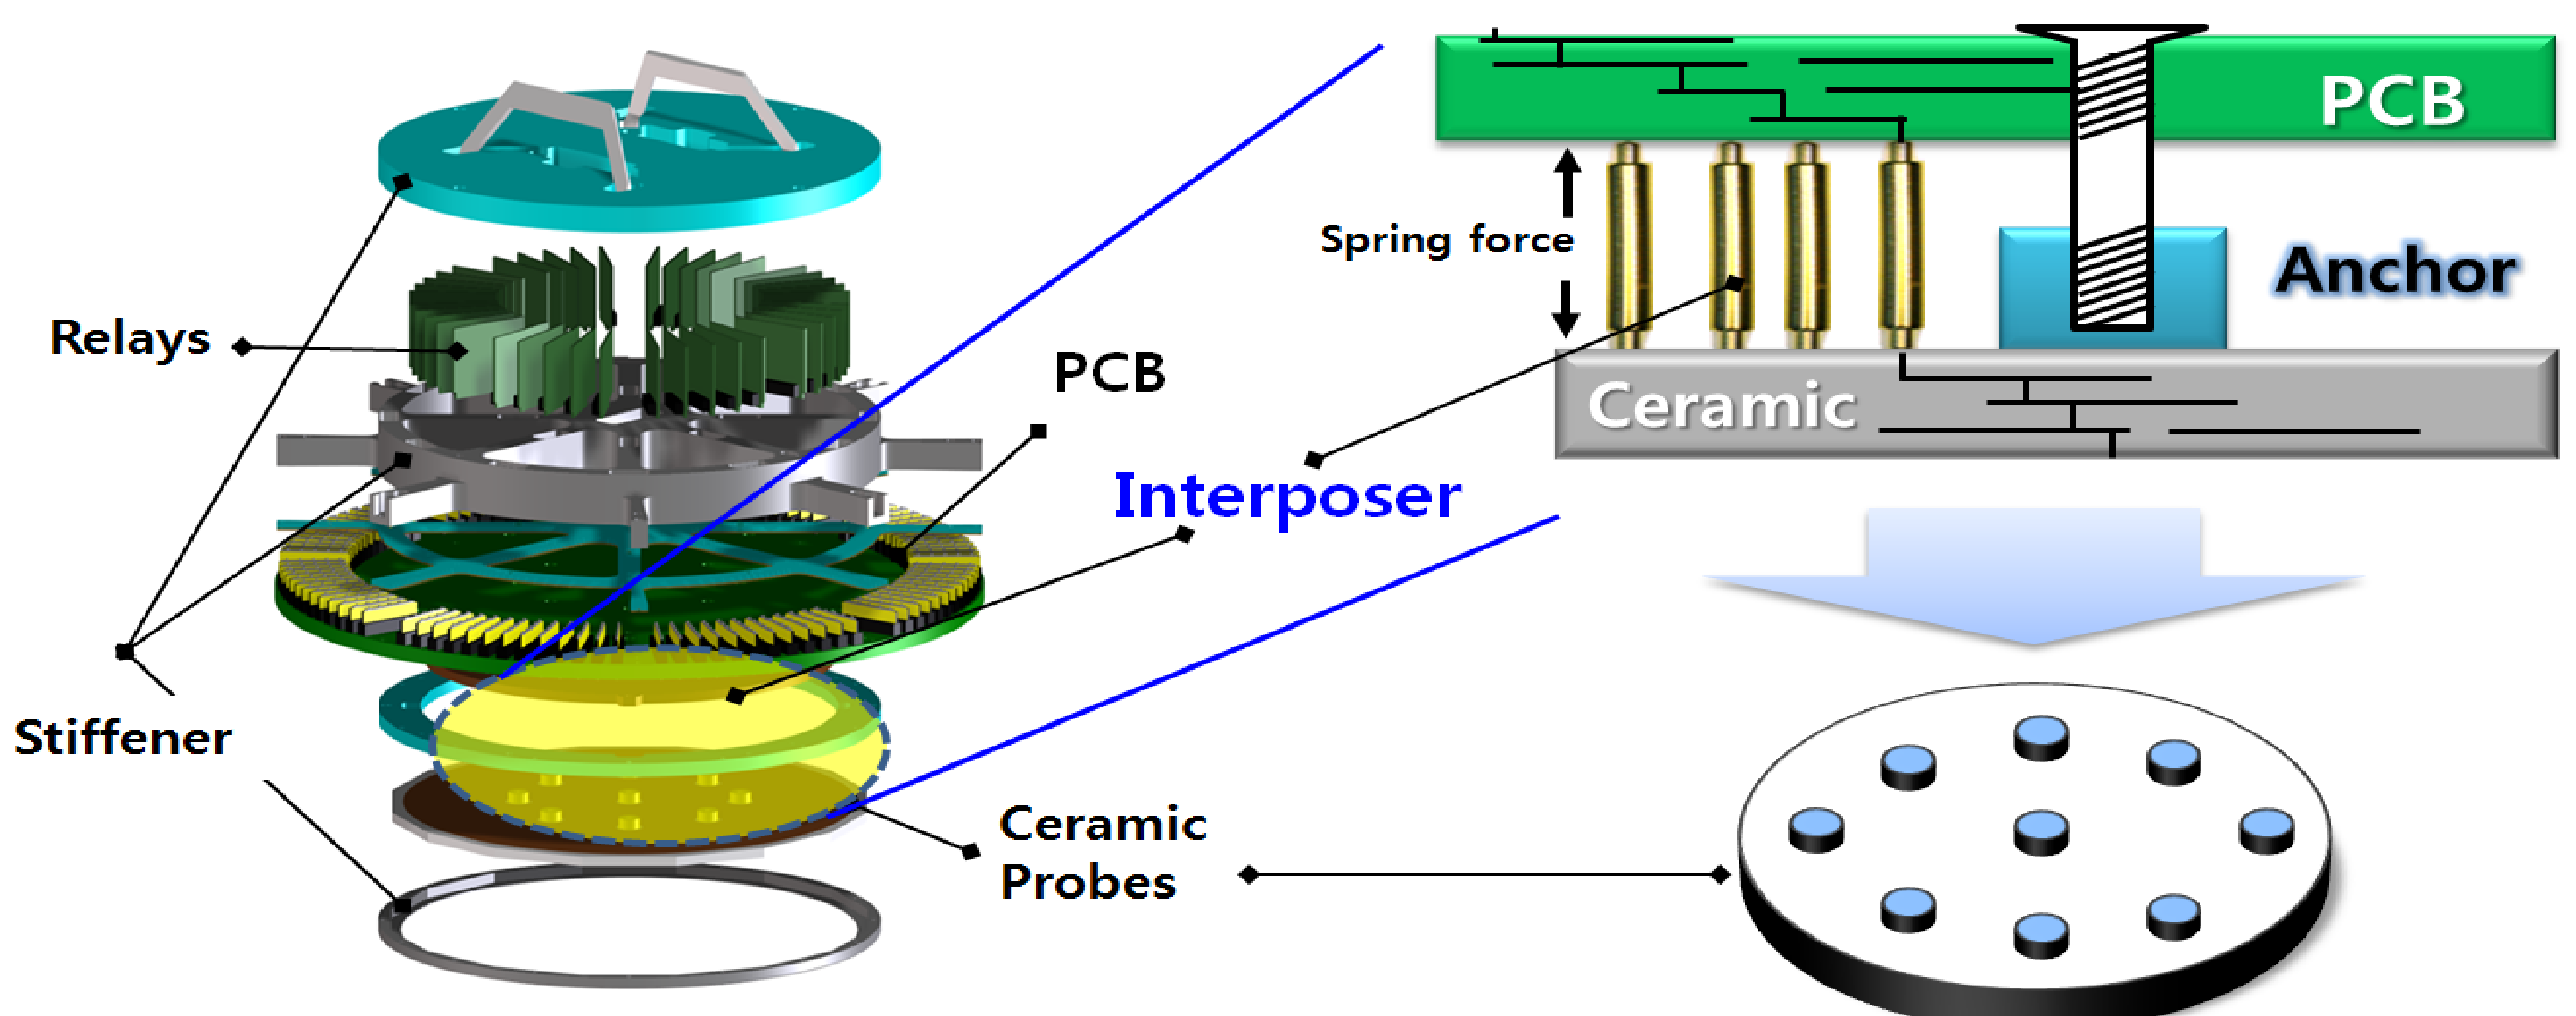 PCB
Spring force
Anchor
Relays
PCB
Ceramic
Interposer
Stiffener
Ceramic
Probes